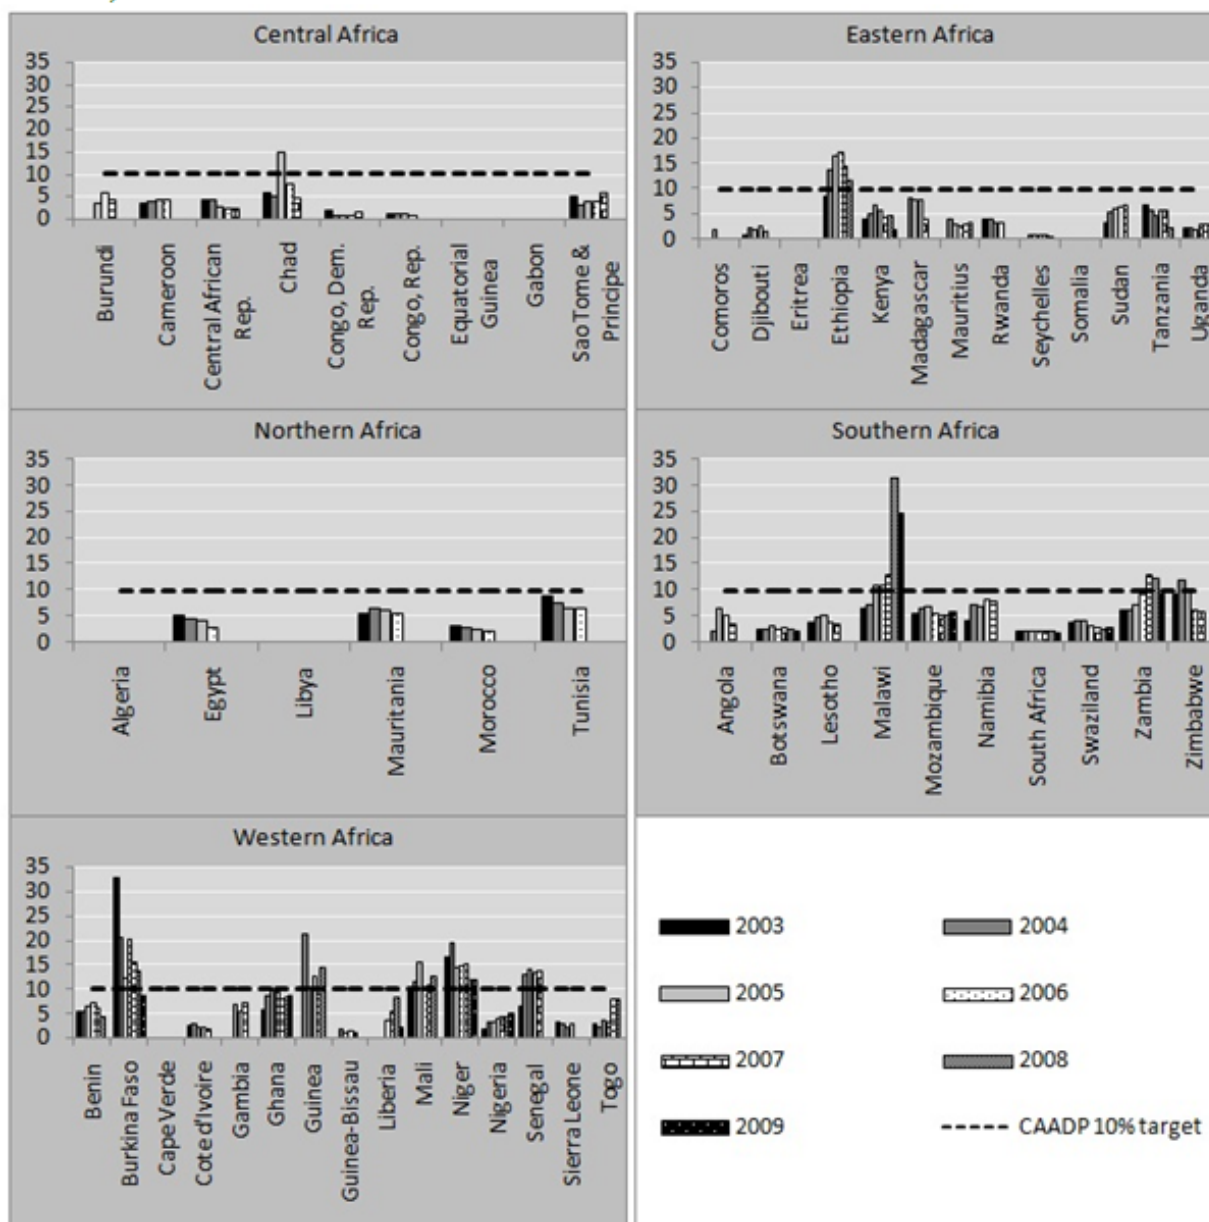 Central Africa
35
30
25
20
15
10
5
0
Burundi
Cameroon
Central African
Rep.
Chad
Congo, Dem.
Rep.
Congo, Rep.
Equatorial
Guinea
Gabon
Sao Tome &
Principe
Eastern Africa
35
30
25
20
15
10
5
0
Comoros
Djibouti
Eritrea
Ethiopia
Kenya
Madagascar
Mauritius
Rwanda
Seychelles
Somalia
Sudan
Tanzania
Uganda
Northern Africa
35
30
25
20
15
10
5
0
Algeria
Egypt
Libya
Mauritania
Morocco
Tunisia
Southern Africa
35
30
25
20
15
10
5
0
Angola
Botswana
Lesotho
Malawi
Mozambique
Namibia
South Africa
Swaziland
Zambia
Zimbabwe
Western Africa
35
30
25
20
15
10
5
0
Benin
Burkina Faso
Cape Verde
Cote d'Ivoire
Gambia
Ghana
Guinea
Guinea-Bissau
Liberia
Mali
Niger
Nigeria
Senegal
Sierra Leone
Togo
2003
2004
2005
2006
2007
2008
2009
CAADP 10% target